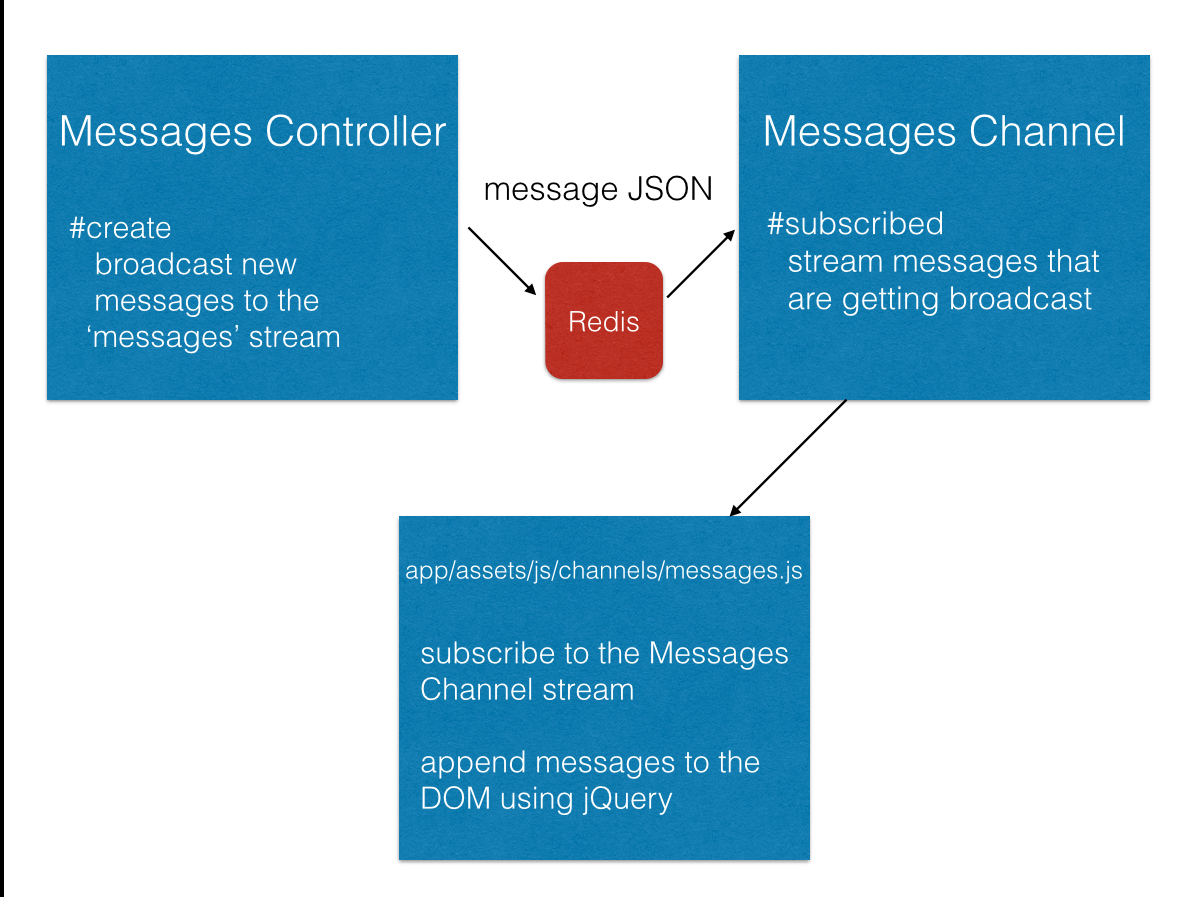 Messages Controller
#create
broadcast new
messages to the
‘messages’ stream
message JSON
Redis
Messages Channel
#subscribed
stream messages that
are getting broadcast
app/assets/js/channels/messages.js
subscribe to the Messages
Channel stream
append messages to the
DOM using jQuery